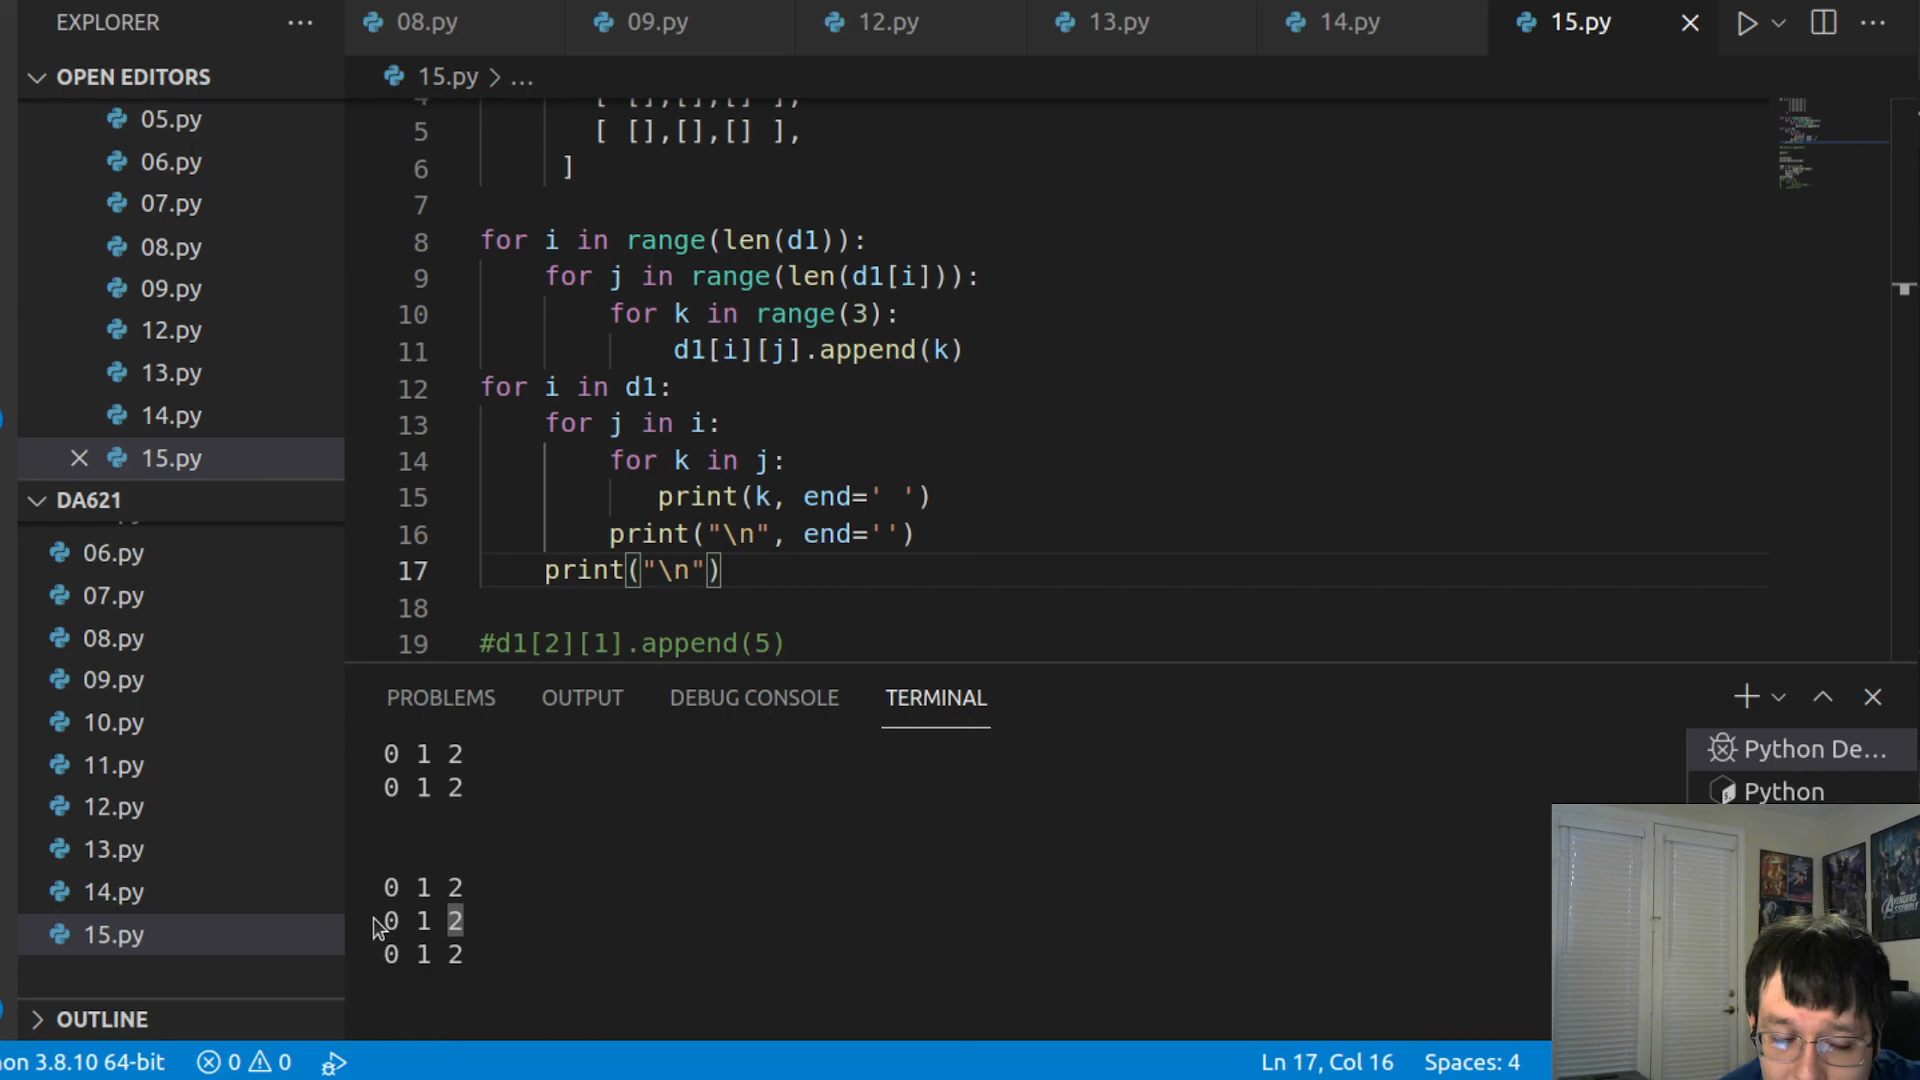 EXPLORER ...
08.py 09.py 12.py 13.py 14.py 15.py ...
OPEN EDITORS
05.py
06.py
07.py
08.py
09.py
12.py
13.py
14.py
15.py
DA621
06.py
07.py
08.py
09.py
10.py
11.py
12.py
13.py
14.py
15.py
OUTLINE
15.py > ...
4 [ [],[],[] ],
5 [ [],[],[] ],
6 ]
7
8 for i in range(len(d1)):
9 for j in range(len(d1[i])):
10 for k in range(3):
11 d1[i][j].append(k)
12 for i in d1:
13 for j in i:
14 for k in j:
15 print(k, end=' ')
16 print("\n", end='')
17 print("\n")
18
19 #d1[2][1].append(5)
PROBLEMS OUTPUT DEBUG CONSOLE TERMINAL
0 1 2
0 1 2
0 1 2
0 1 2
0 1 2
Python De...
Python
AVENGERS
ASSEMBLE
on 3.8.10 64-bit 0 0 Ln 17, Col 16 Spaces: 4